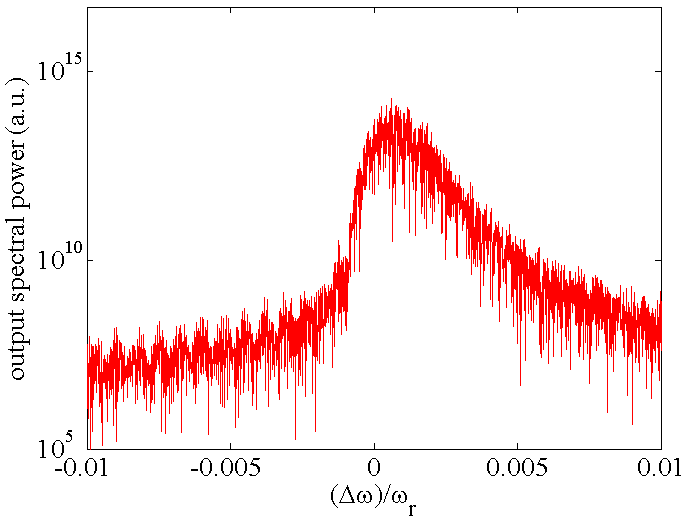 output spectral power (a.u.)
10^15
10^10
10^5
-0.01 -0.005 0 0.005 0.01
(Δω)/ω_r